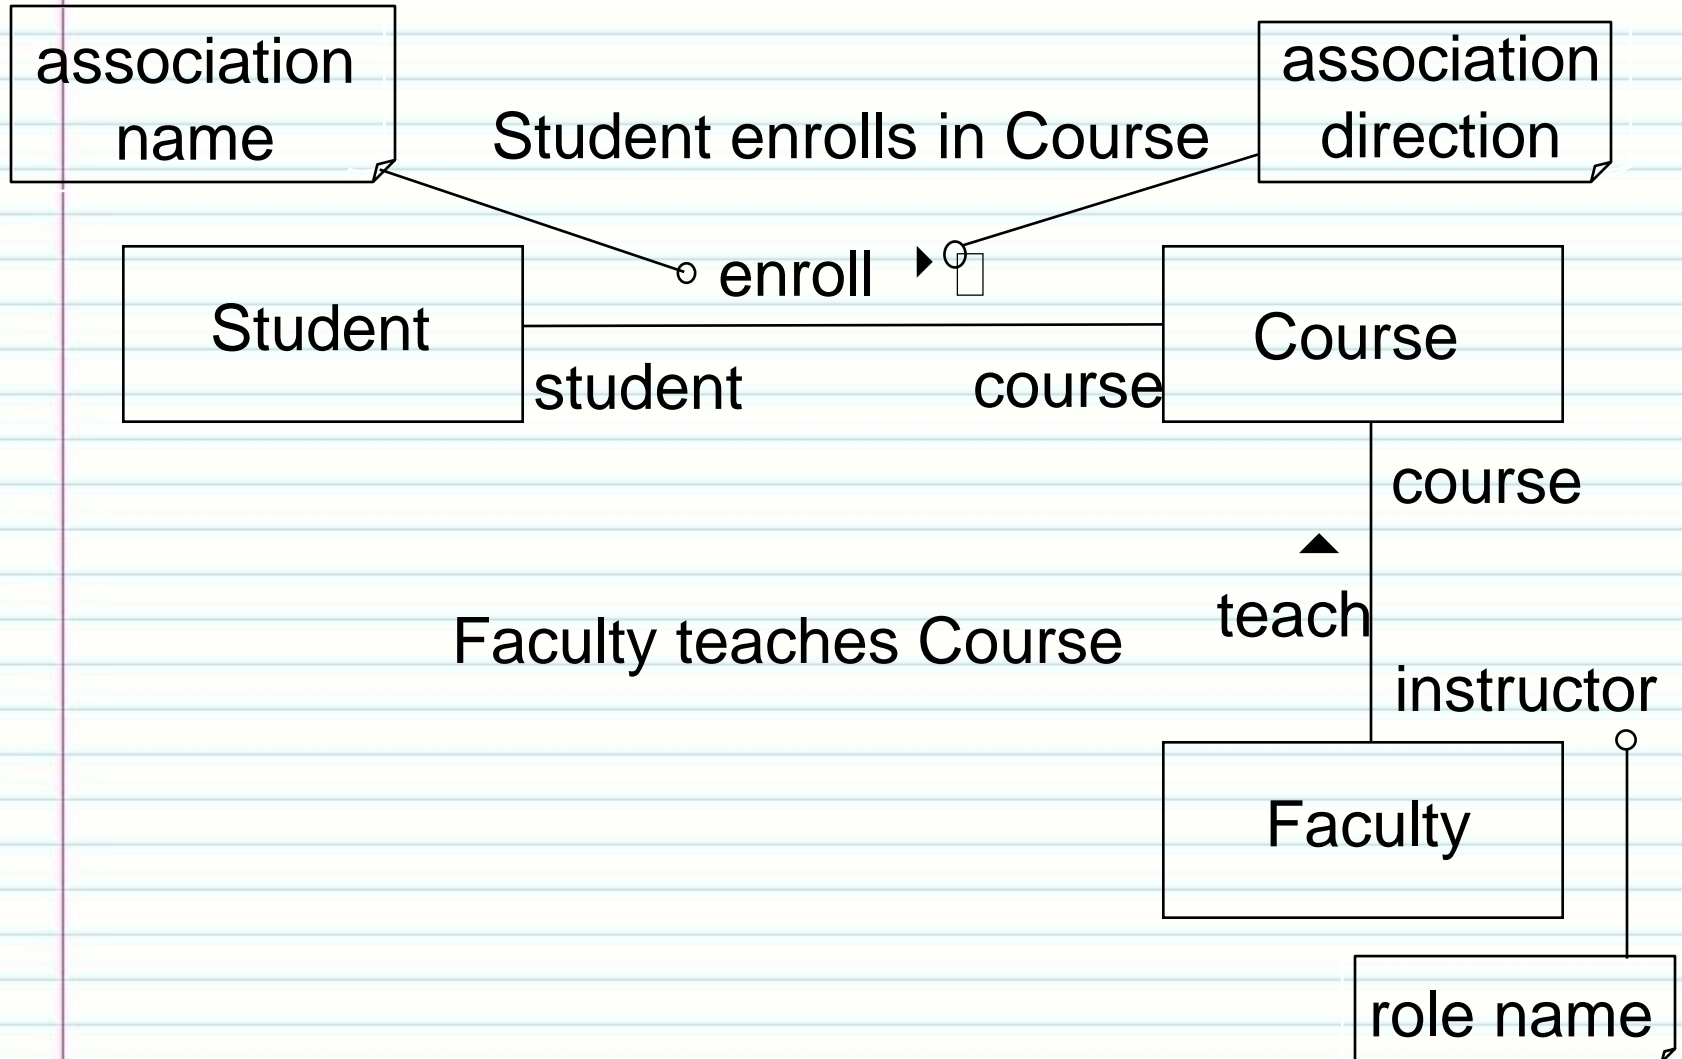 association
name
Student enrolls in Course
association
direction
enroll
Student
Course
student
course
course
teach
Faculty teaches Course
instructor
Faculty
role name